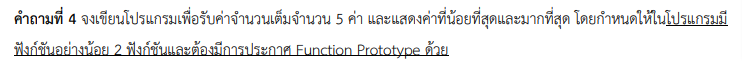 คำถามที่ 4 จงเขียนโปรแกรมเพื่อรับค่าจำนวนเต็มจำนวน 5 ค่า และแสดงค่าที่น้อยที่สุดและมากที่สุด โดยกำหนดให้ในโปรแกรมมี
ฟังก์ชันอย่างน้อย 2 ฟังก์ชันและต้องมีการประกาศ Function Prototype ด้วย